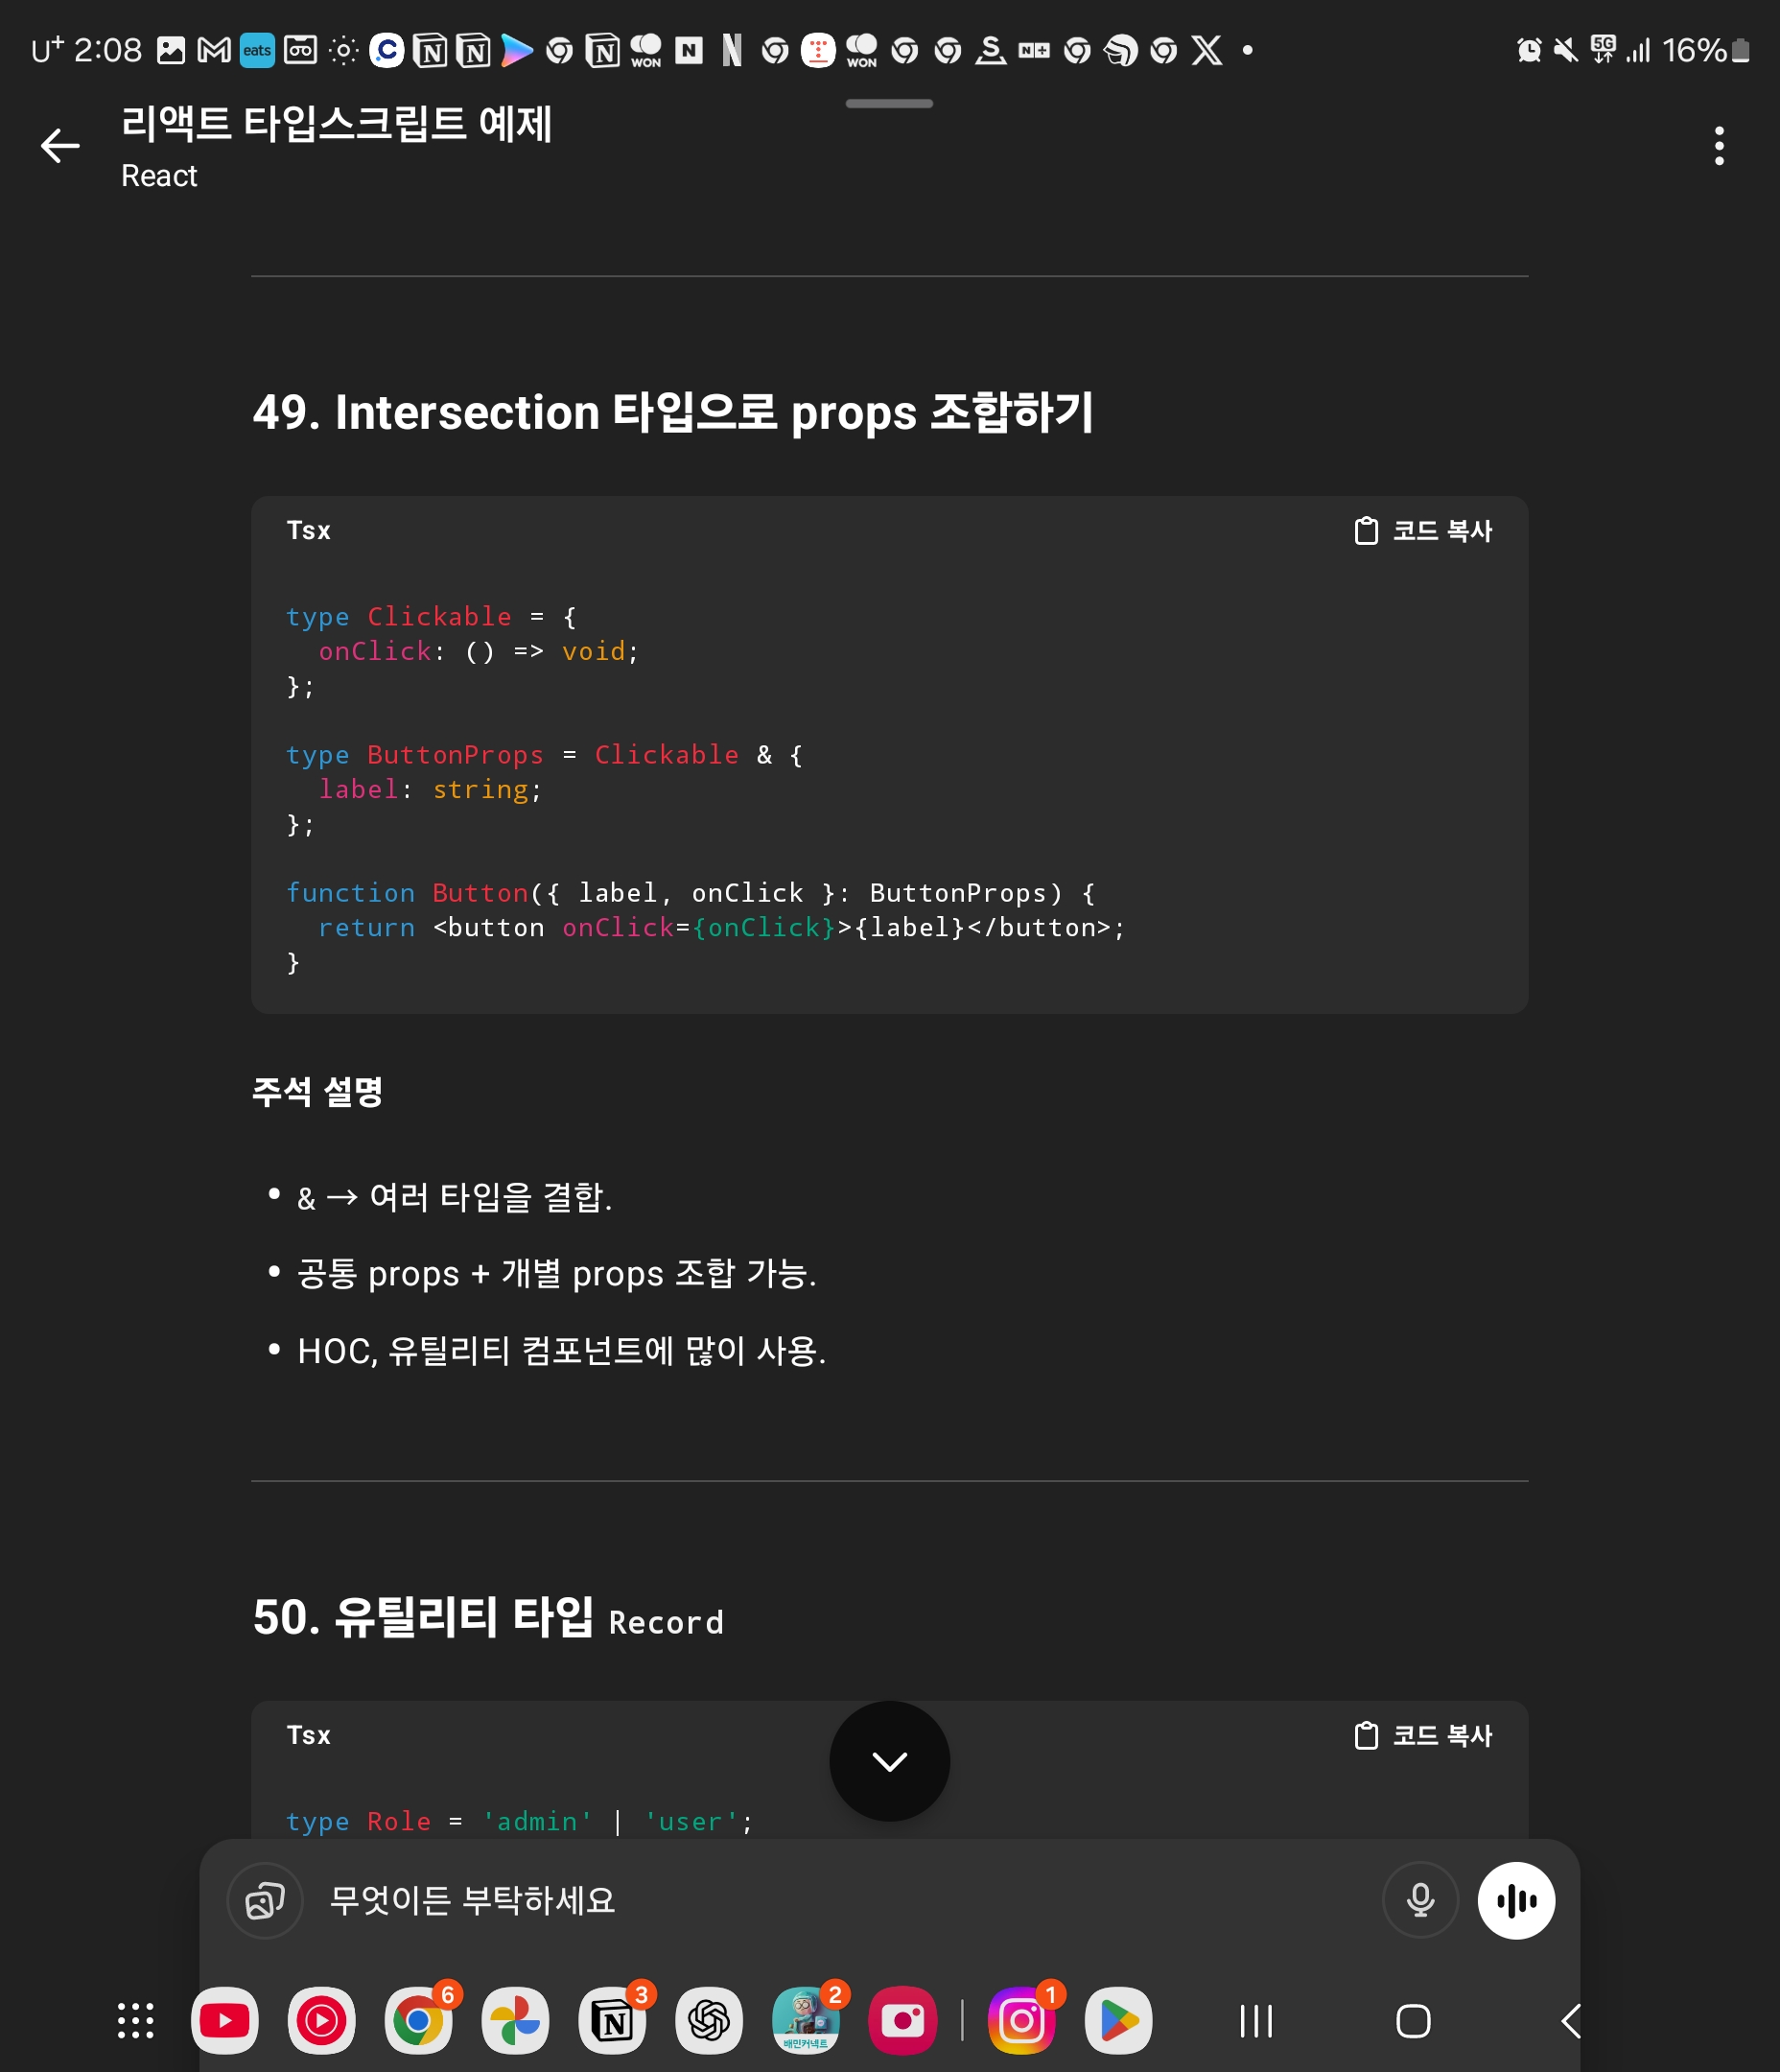 U+ 2:08 eats WON WON 5G 16%
리액트 타입스크립트 예제
React
49. Intersection 타입으로 props 조합하기
Tsx 코드 복사
type Clickable = {
  onClick: () => void;
};
type ButtonProps = Clickable & {
  label: string;
};
function Button({ label, onClick }: ButtonProps) {
  return <button onClick={onClick}>{label}</button>;
}
주석 설명
• & → 여러 타입을 결합.
• 공통 props + 개별 props 조합 가능.
• HOC, 유틸리티 컴포넌트에 많이 사용.
50. 유틸리티 타입 Record
Tsx 코드 복사
type Role = 'admin' | 'user';
무엇이든 부탁하세요
6 3 2 1
배민커넥트